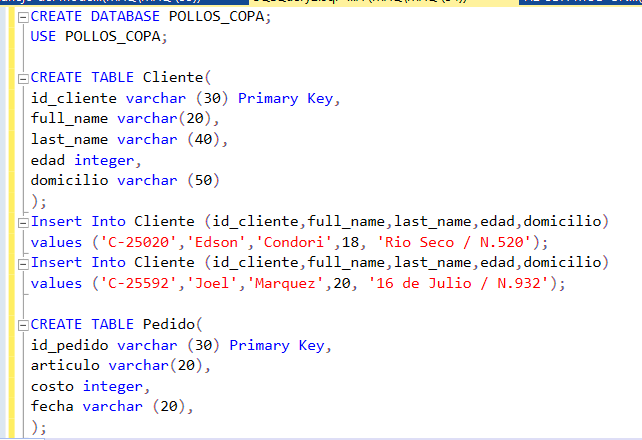 CREATE DATABASE POLLOS_COPA;
USE POLLOS_COPA;
CREATE TABLE Cliente(
id_cliente varchar (30) Primary Key,
full_name varchar(20),
last_name varchar (40),
edad integer,
domicilio varchar (50)
);
Insert Into Cliente (id_cliente,full_name,last_name,edad,domicilio)
values ('C-25020','Edson','Condori',18, 'Rio Seco / N.520');
Insert Into Cliente (id_cliente,full_name,last_name,edad,domicilio)
values ('C-25592','Joel','Marquez',20, '16 de Julio / N.932');
CREATE TABLE Pedido(
id_pedido varchar (30) Primary Key,
articulo varchar(20),
costo integer,
fecha varchar (20),
);